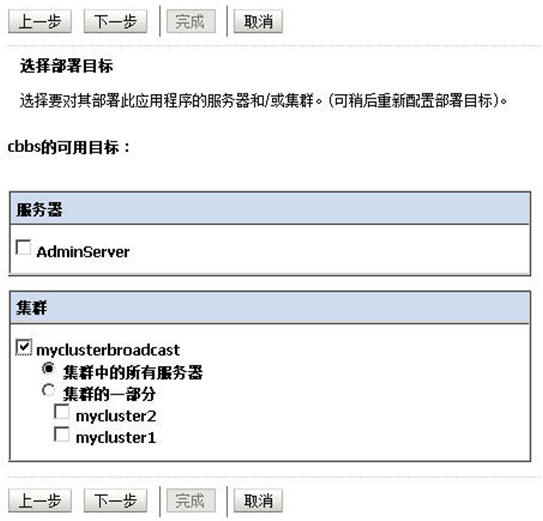 上一步 下一步 完成 取消
选择部署目标
选择要对其部署此应用程序的服务器和/或集群。(可稍后重新配置部署目标)。
cbbs的可用目标：
服务器
AdminServer
集群
myclusterbroadcast
集群中的所有服务器
集群的一部分
mycluster2
mycluster1
上一步 下一步 完成 取消